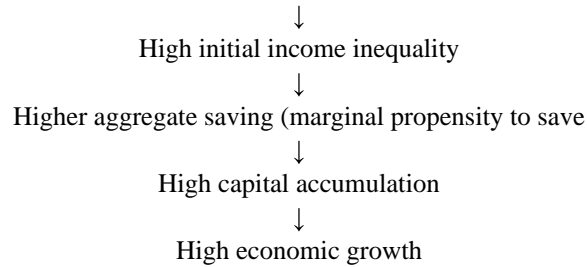 ↓
High initial income inequality
↓
Higher aggregate saving (marginal propensity to save
↓
High capital accumulation
↓
High economic growth